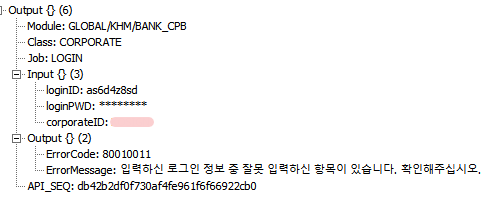 Output {} (6)
Module: GLOBAL/KHM/BANK_CPB
Class: CORPORATE
Job: LOGIN
Input {} (3)
loginID: as6d4z8sd
loginPWD: ********
corporateID:
Output {} (2)
ErrorCode: 80010011
ErrorMessage: 입력하신 로그인 정보 중 잘못 입력하신 항목이 있습니다. 확인해주십시오.
API_SEQ: db42b2df0f730af4fe961f6f66922cb0